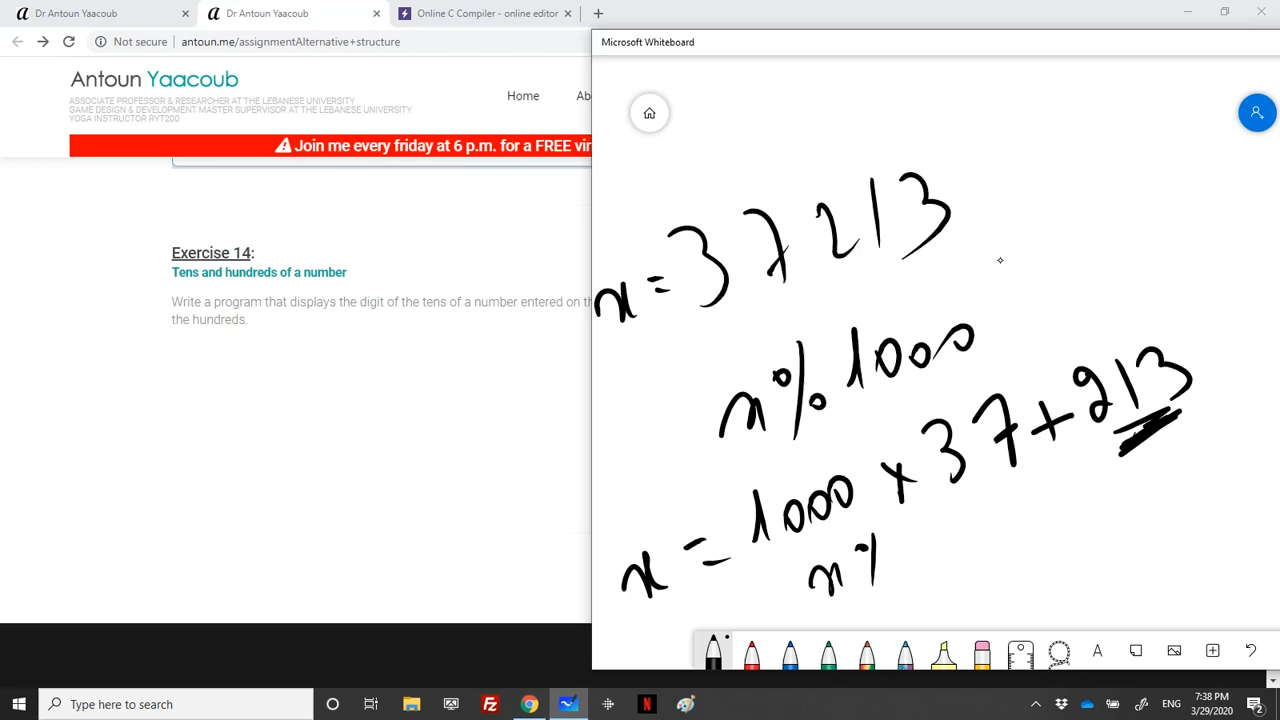 Dr Antoun Yaacoub
Dr Antoun Yaacoub
Online C Compiler - online editor
Not secure
antoun.me/assignmentAlternative+structure
Microsoft Whiteboard
Antoun Yaacoub
ASSOCIATE PROFESSOR & RESEARCHER AT THE LEBANESE UNIVERSITY
GAME DESIGN & DEVELOPMENT MASTER SUPERVISOR AT THE LEBANESE UNIVERSITY
YOGA INSTRUCTOR RYT200
Home
Ab
Join me every friday at 6 p.m. for a FREE vir
Exercise 14:
Tens and hundreds of a number
Write a program that displays the digit of the tens of a number entered on th
the hundreds.
x=37213
x%1000
x=1000×37+213
x%
A
Type here to search
ENG
7:38 PM
3/29/2020
2